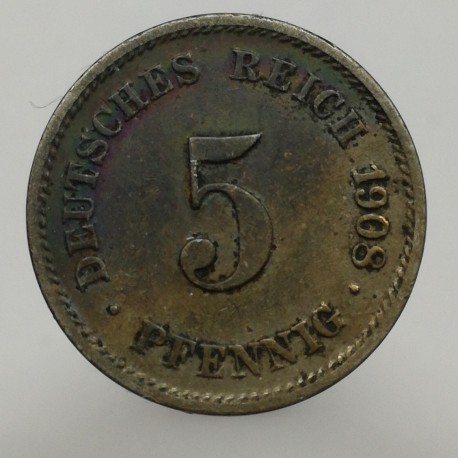 DEUTSCHES REICH 1908
5
· PFENNIG ·